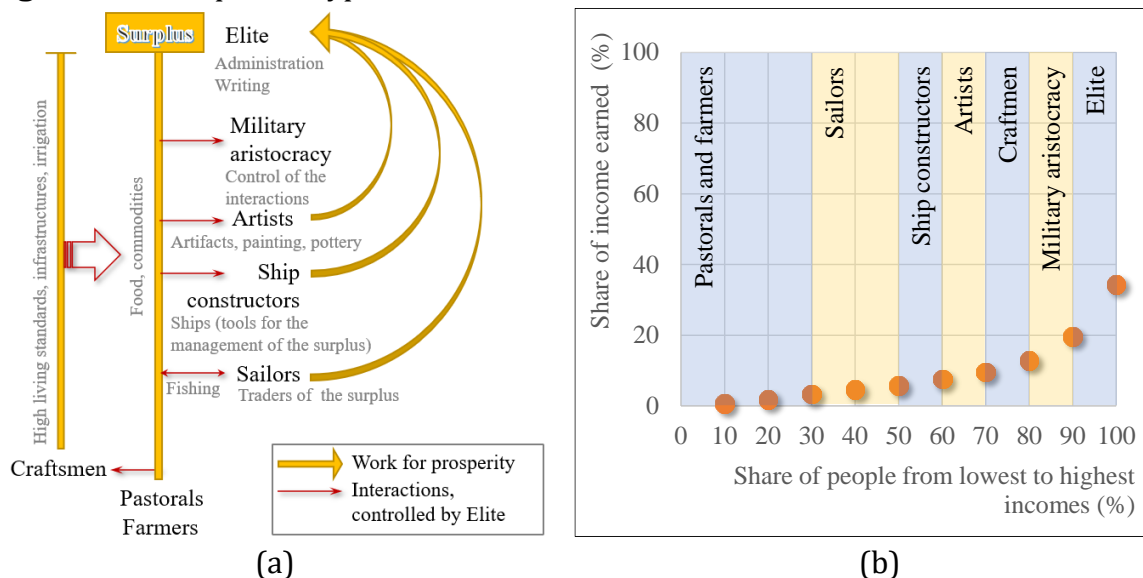 Surplus
Elite
Administration
Writing
Military
aristocracy
Control of the
interactions
Artists
Artifacts, painting, pottery
Ship
constructors
Ships (tools for the
management of the surplus)
Sailors
Traders of the surplus
Fishing
High living standards, infrastructures, irrigation
Food, commodities
Craftsmen
Pastorals
Farmers
Work for prosperity
Interactions,
controlled by Elite
(a)
Share of income earned (%)
100
80
60
40
20
0
Pastorals and farmers
Sailors
Ship constructors
Artists
Craftmen
Military aristocracy
Elite
0 10 20 30 40 50 60 70 80 90 100
Share of people from lowest to highest
incomes (%)
(b)